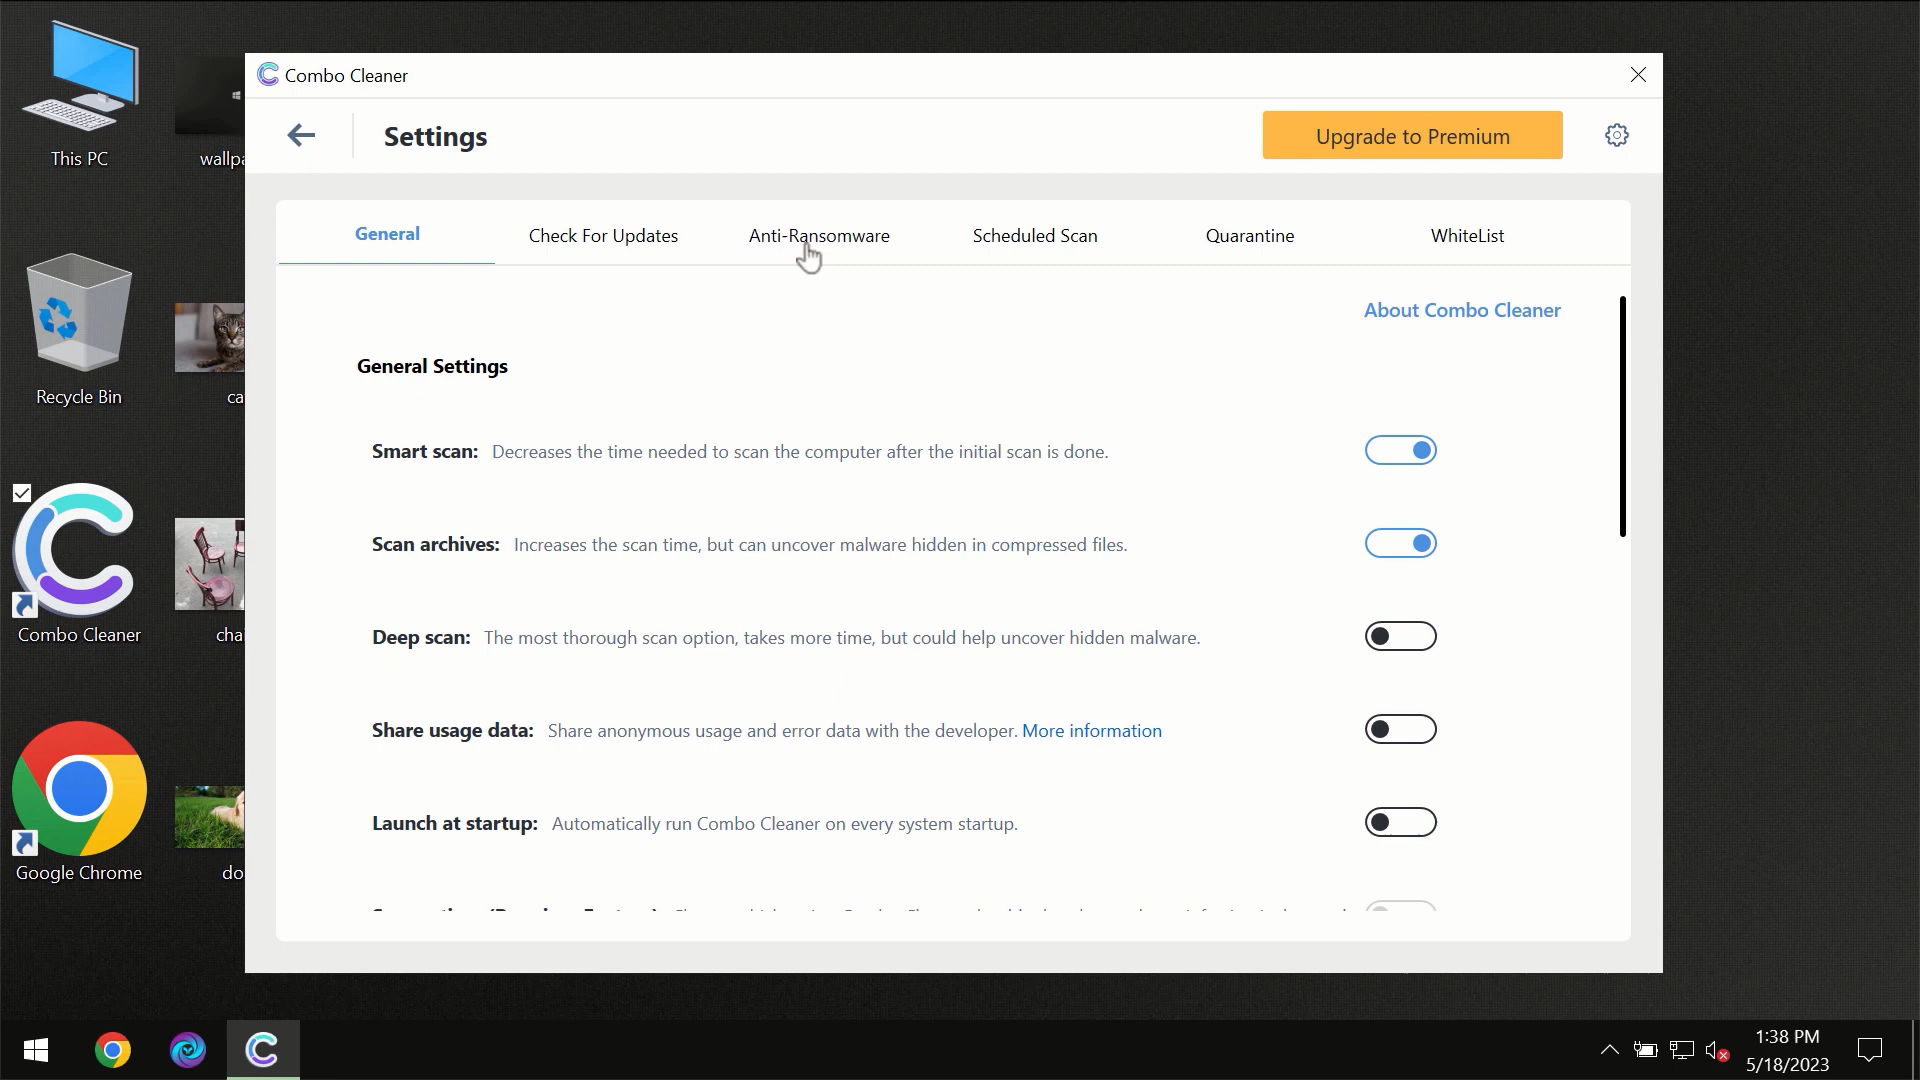 Combo Cleaner
Settings
Upgrade to Premium
General
Check For Updates
Anti-Ransomware
Scheduled Scan
Quarantine
WhiteList
About Combo Cleaner
General Settings
Smart scan: Decreases the time needed to scan the computer after the initial scan is done.
Scan archives: Increases the scan time, but can uncover malware hidden in compressed files.
Deep scan: The most thorough scan option, takes more time, but could help uncover hidden malware.
Share usage data: Share anonymous usage and error data with the developer. More information
Launch at startup: Automatically run Combo Cleaner on every system startup.
This PC
wallpa
Recycle Bin
ca
Combo Cleaner
chai
Google Chrome
do
1:38 PM
5/18/2023